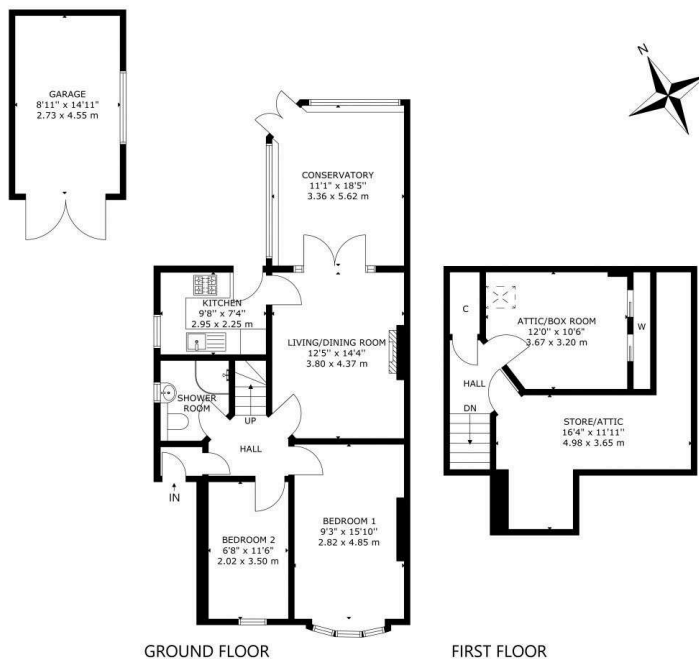 GARAGE
8'11" x 14'11"
2.73 x 4.55 m
N
CONSERVATORY
11'1" x 18'5"
3.36 x 5.62 m
KITCHEN
9'8" x 7'4"
2.95 x 2.25 m
LIVING/DINING ROOM
12'5" x 14'4"
3.80 x 4.37 m
SHOWER
ROOM
UP
HALL
IN
BEDROOM 1
9'3" x 15'10"
2.82 x 4.85 m
BEDROOM 2
6'8" x 11'6"
2.02 x 3.50 m
C
ATTIC/BOX ROOM
12'0" x 10'6"
3.67 x 3.20 m
W
HALL
DN
STORE/ATTIC
16'4" x 11'11"
4.98 x 3.65 m
GROUND FLOOR
FIRST FLOOR